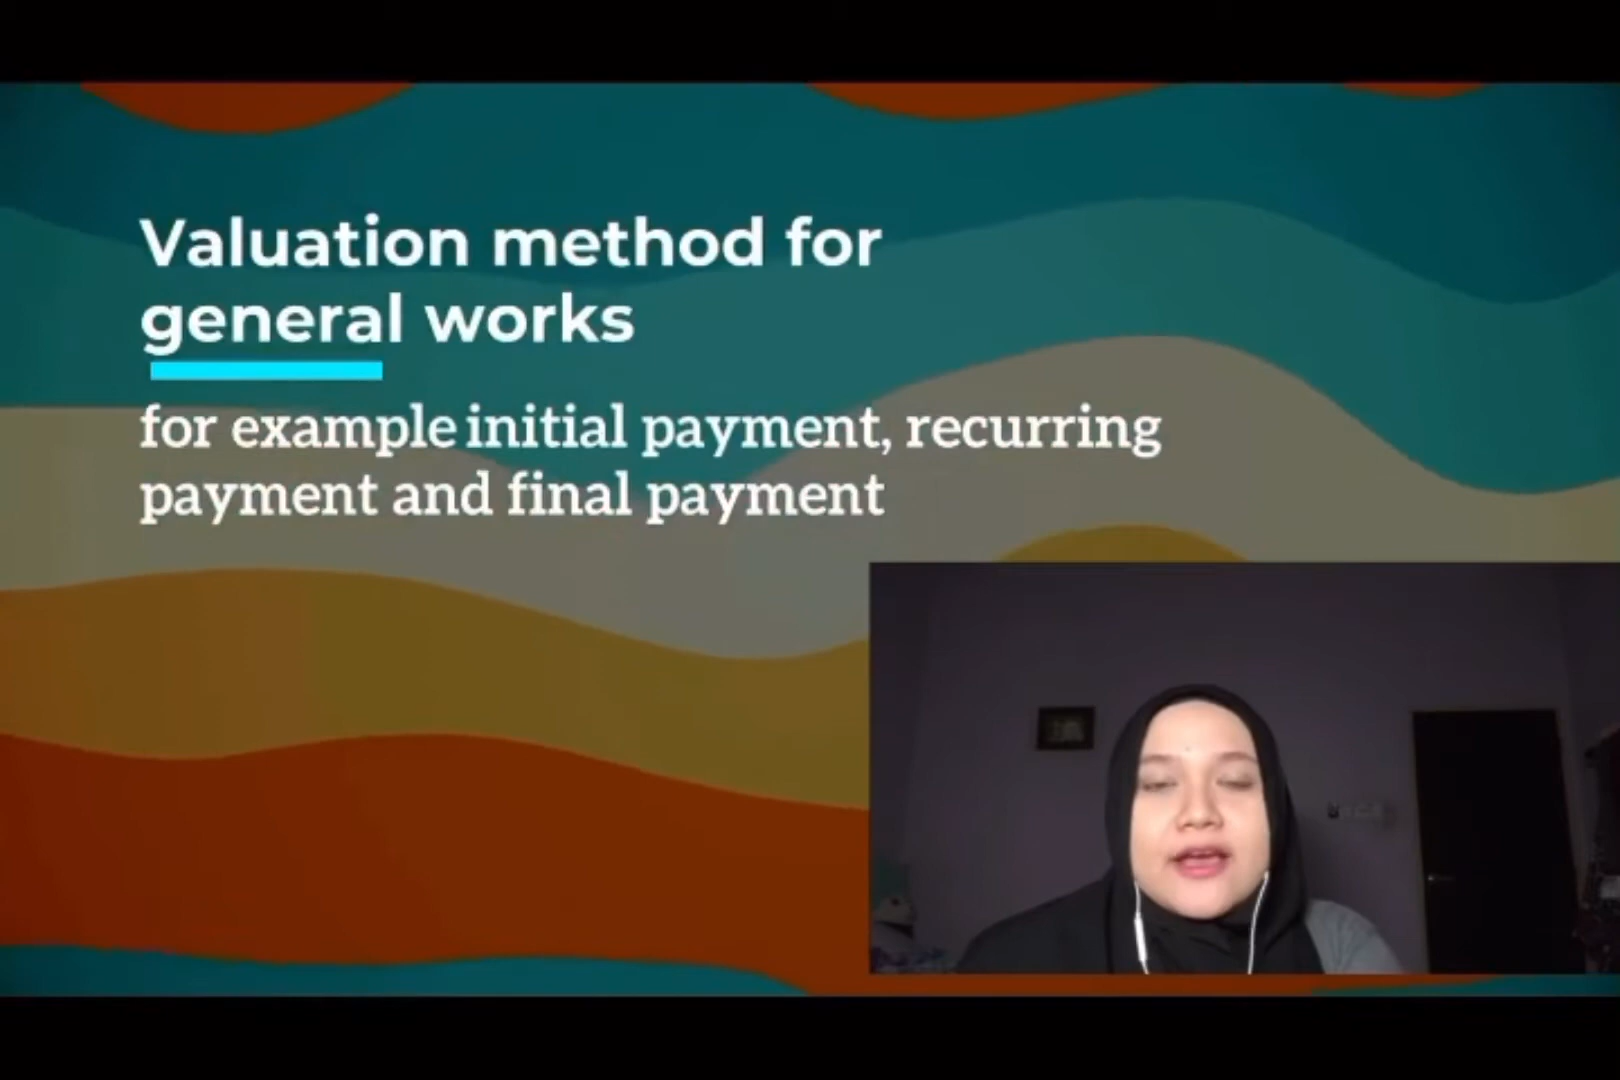 Valuation method for
general works
for example initial payment, recurring
payment and final payment